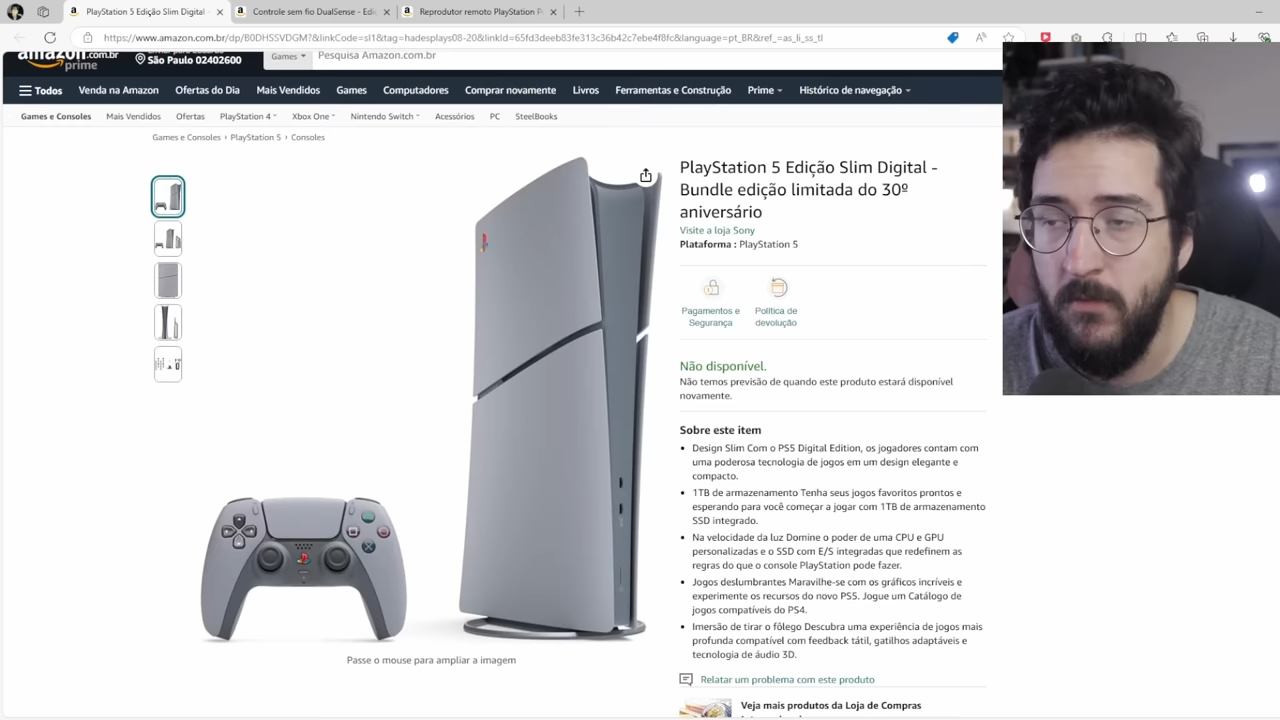 PlayStation 5 Edição Slim Digital -
Controle sem fio DualSense - Edi
Reprodutor remoto PlayStation P
https://www.amazon.com.br/dp/B0DHSSVDGM?&linkCode=sl1&tag=hadesplays08-20&linkId=65fd3deeb83fe313c36b42c7ebe4f8fc&language=pt_BR&ref_=as_li_ss_tl
amazon.com.br
prime
São Paulo 02402600
Games
Pesquisa Amazon.com.br
Todos
Venda na Amazon
Ofertas do Dia
Mais Vendidos
Games
Computadores
Comprar novamente
Livros
Ferramentas e Construção
Prime
Histórico de navegação
Games e Consoles
Mais Vendidos
Ofertas
PlayStation 4
Xbox One
Nintendo Switch
Acessórios
PC
SteelBooks
Games e Consoles › PlayStation 5 › Consoles
PlayStation 5 Edição Slim Digital -
Bundle edição limitada do 30º
aniversário
Visite a loja Sony
Plataforma : PlayStation 5
Pagamentos e
Segurança
Política de
devolução
Não disponível.
Não temos previsão de quando este produto estará disponível
novamente.
Sobre este item
• Design Slim Com o PS5 Digital Edition, os jogadores contam com
uma poderosa tecnologia de jogos em um design elegante e
compacto.
• 1TB de armazenamento Tenha seus jogos favoritos prontos e
esperando para você começar a jogar com 1TB de armazenamento
SSD integrado.
• Na velocidade da luz Domine o poder de uma CPU e GPU
personalizadas e o SSD com E/S integradas que redefinem as
regras do que o console PlayStation pode fazer.
• Jogos deslumbrantes Maravilhe-se com os gráficos incríveis e
experimente os recursos do novo PS5. Jogue um Catálogo de
jogos compatíveis do PS4.
• Imersão de tirar o fôlego Descubra uma experiência de jogos mais
profunda compatível com feedback tátil, gatilhos adaptáveis e
tecnologia de áudio 3D.
Passe o mouse para ampliar a imagem
Relatar um problema com este produto
Veja mais produtos da Loja de Compras